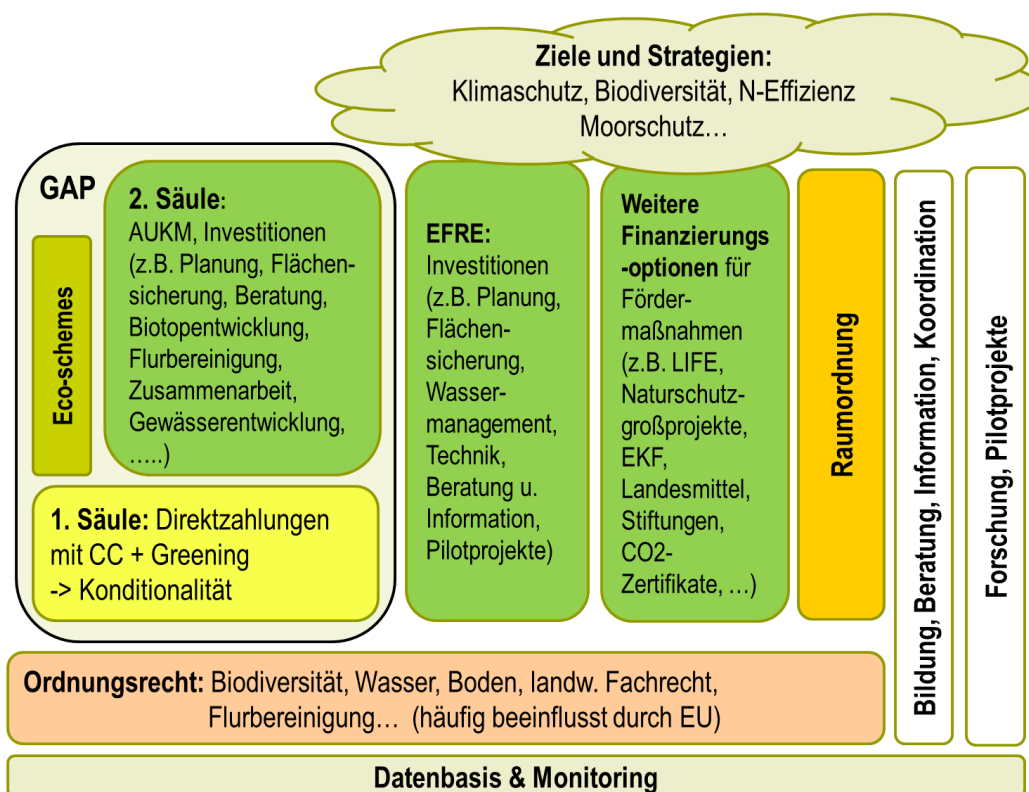 Ziele und Strategien:
Klimaschutz, Biodiversität, N-Effizienz
Moorschutz…
GAP
Eco-schemes
2. Säule:
AUKM, Investitionen
(z.B. Planung, Flächen-
sicherung, Beratung,
Biotopentwicklung,
Flurbereinigung,
Zusammenarbeit,
Gewässerentwicklung,
…..)
1. Säule: Direktzahlungen
mit CC + Greening
-> Konditionalität
EFRE:
Investitionen
(z.B. Planung,
Flächen-
sicherung,
Wasser-
management,
Technik,
Beratung u.
Information,
Pilotprojekte)
Weitere
Finanzierungs
-optionen für
Förder-
maßnahmen
(z.B. LIFE,
Naturschutz-
großprojekte,
EKF,
Landesmittel,
Stiftungen,
CO2-
Zertifikate, …)
Raumordnung
Bildung, Beratung, Information, Koordination
Forschung, Pilotprojekte
Ordnungsrecht: Biodiversität, Wasser, Boden, landw. Fachrecht,
Flurbereinigung… (häufig beeinflusst durch EU)
Datenbasis & Monitoring